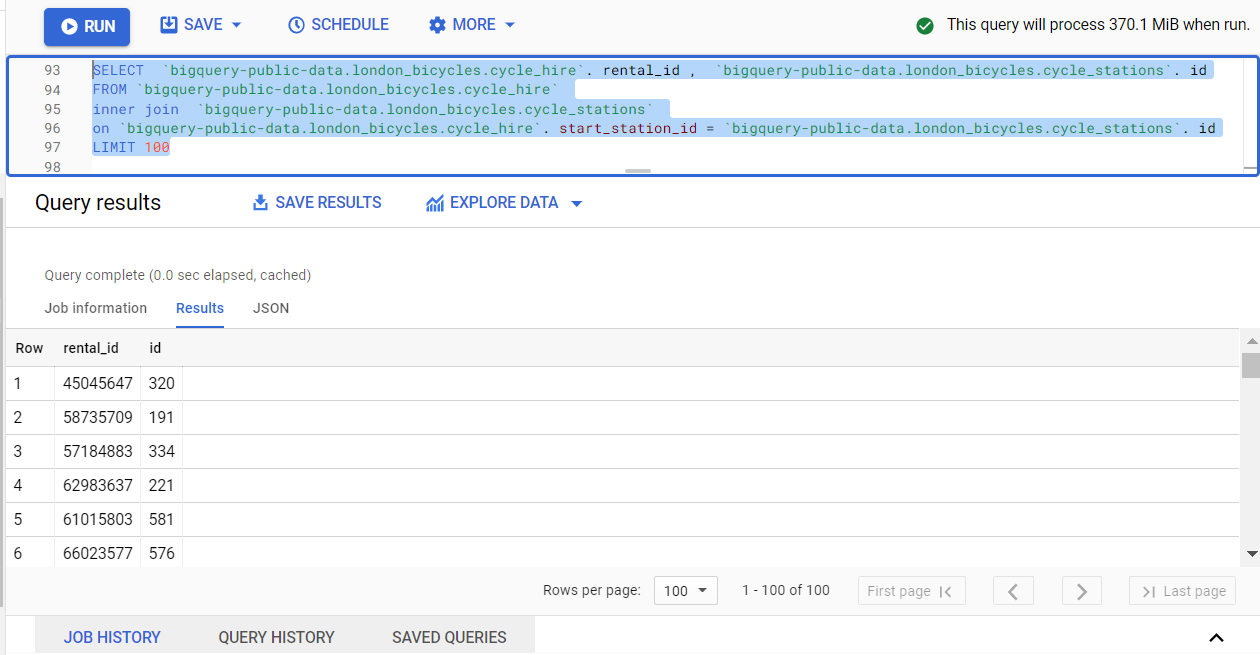 RUN SAVE SCHEDULE MORE This query will process 370.1 MiB when run.
93 SELECT `bigquery-public-data.london_bicycles.cycle_hire`. rental_id , `bigquery-public-data.london_bicycles.cycle_stations`. id
94 FROM `bigquery-public-data.london_bicycles.cycle_hire`
95 inner join `bigquery-public-data.london_bicycles.cycle_stations`
96 on `bigquery-public-data.london_bicycles.cycle_hire`. start_station_id = `bigquery-public-data.london_bicycles.cycle_stations`. id
97 LIMIT 100
98
Query results SAVE RESULTS EXPLORE DATA
Query complete (0.0 sec elapsed, cached)
Job information Results JSON
Row rental_id id
1 45045647 320
2 58735709 191
3 57184883 334
4 62983637 221
5 61015803 581
6 66023577 576
Rows per page: 100 1 - 100 of 100 First page Last page
JOB HISTORY QUERY HISTORY SAVED QUERIES